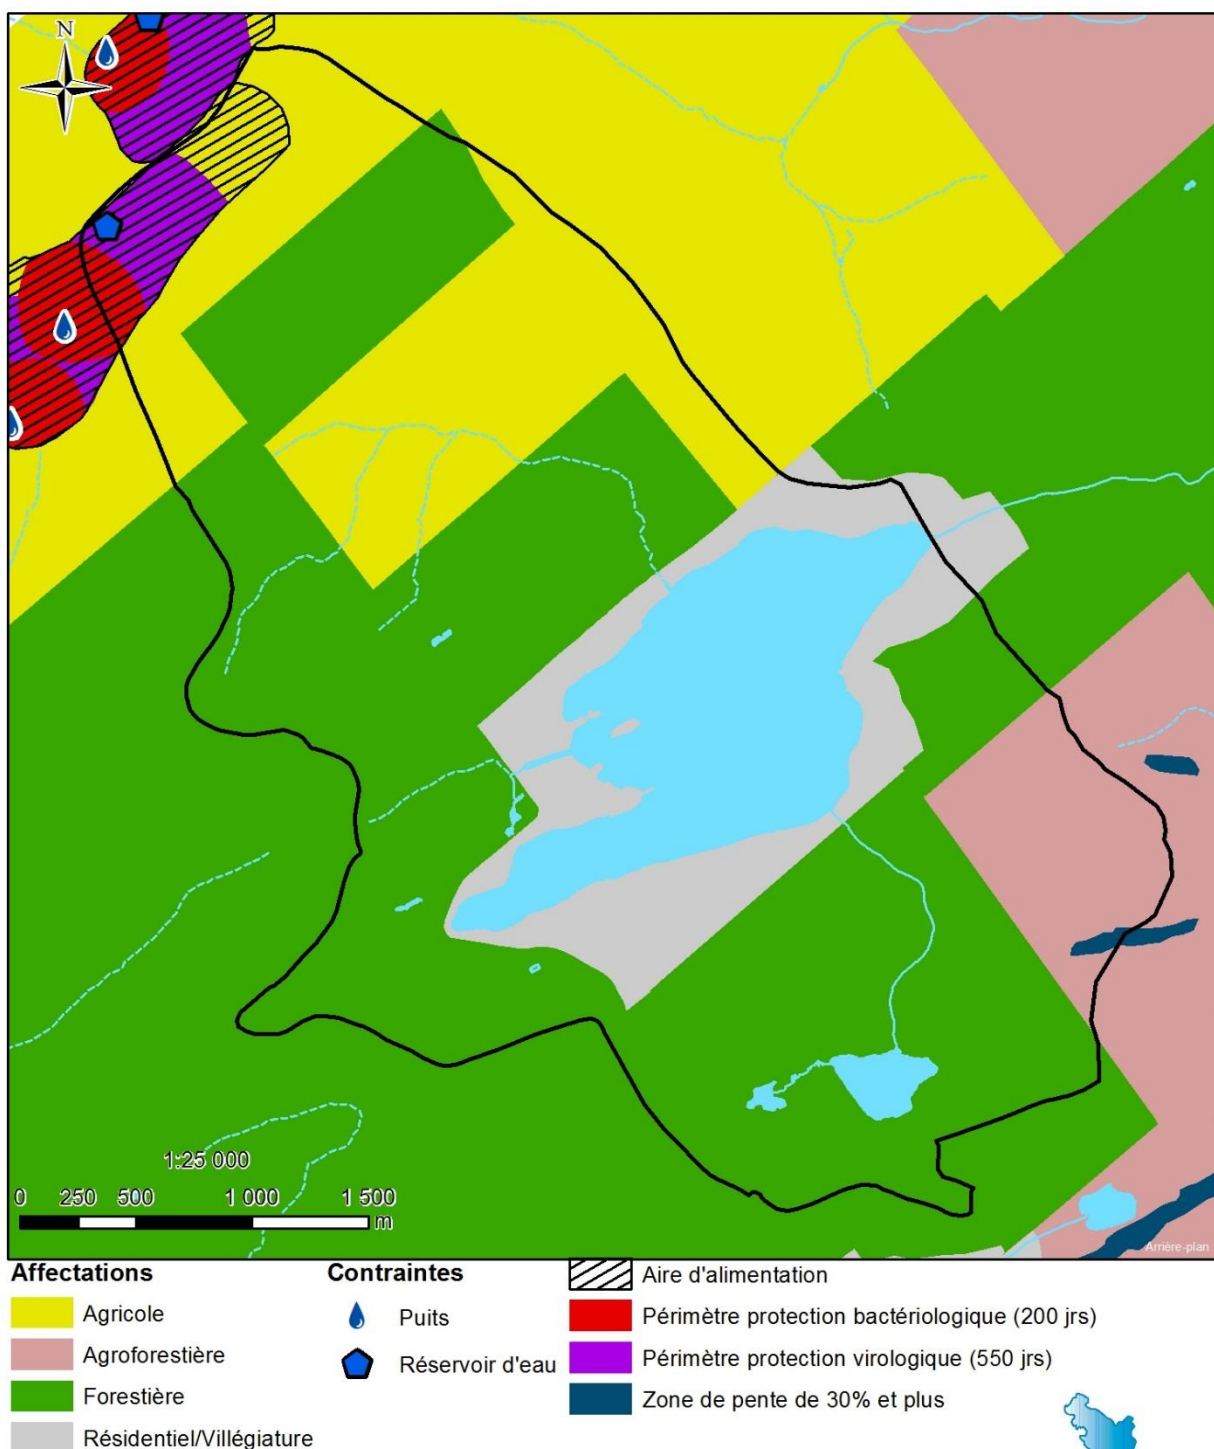 N
1:25 000
0 250 500 1 000 1 500
m
Arrière-plan
Affectations
Agricole
Agroforestière
Forestière
Résidentiel/Villégiature
Contraintes
Puits
Réservoir d'eau
Aire d'alimentation
Périmètre protection bactériologique (200 jrs)
Périmètre protection virologique (550 jrs)
Zone de pente de 30% et plus